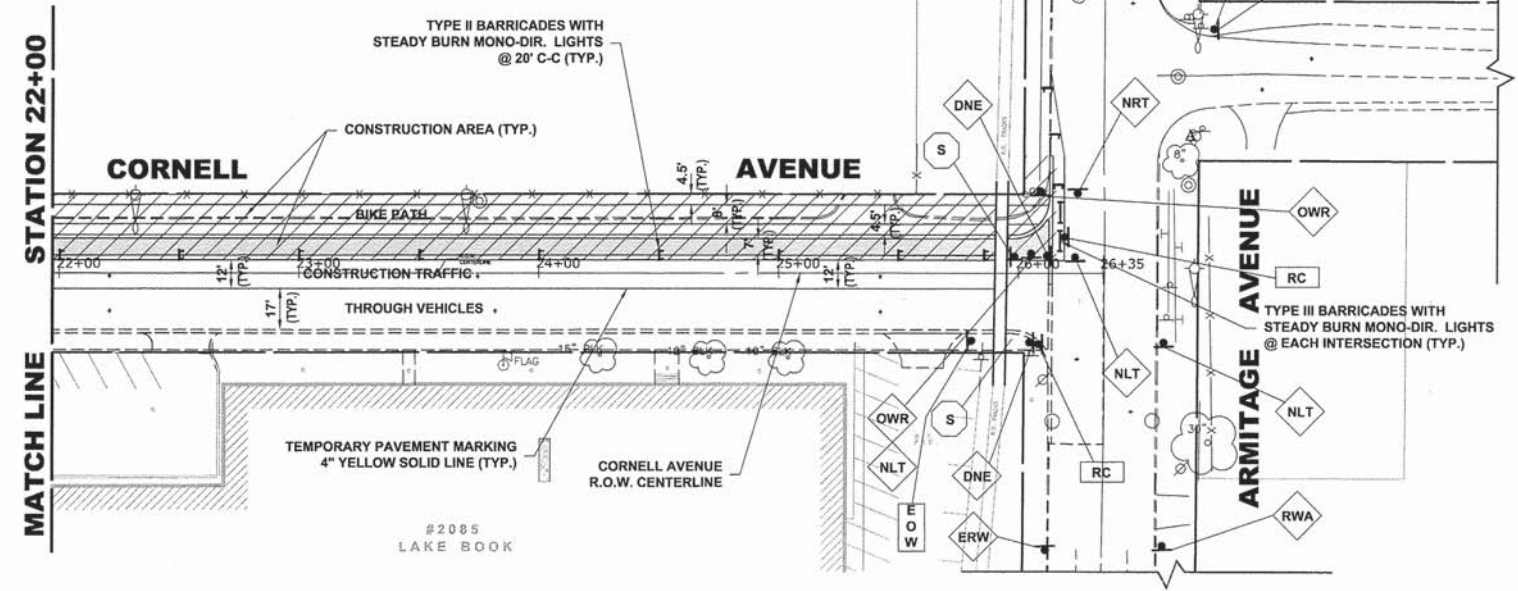 TYPE II BARRICADES WITH
STEADY BURN MONO-DIR. LIGHTS
@ 20' C-C (TYP.)
STATION 22+00
MATCH LINE
CONSTRUCTION AREA (TYP.)
CORNELL AVENUE
4.5' (TYP.)
BIKE PATH
8' (TYP.)
4.5' (TYP.)
7' (TYP.)
22+00 23+00 24+00 25+00 26+00 26+35
12' (TYP.)
CONSTRUCTION TRAFFIC
12' (TYP.)
17' (TYP.)
THROUGH VEHICLES
FLAG
15"
TEMPORARY PAVEMENT MARKING
4" YELLOW SOLID LINE (TYP.)
CORNELL AVENUE
R.O.W. CENTERLINE
#2085
LAKE BOOK
DNE
NRT
S
8"
OWR
RC
ARMITAGE AVENUE
TYPE III BARRICADES WITH
STEADY BURN MONO-DIR. LIGHTS
@ EACH INTERSECTION (TYP.)
NLT
NLT
OWR
S
30"
NLT
DNE
RC
EOW
ERW
RWA